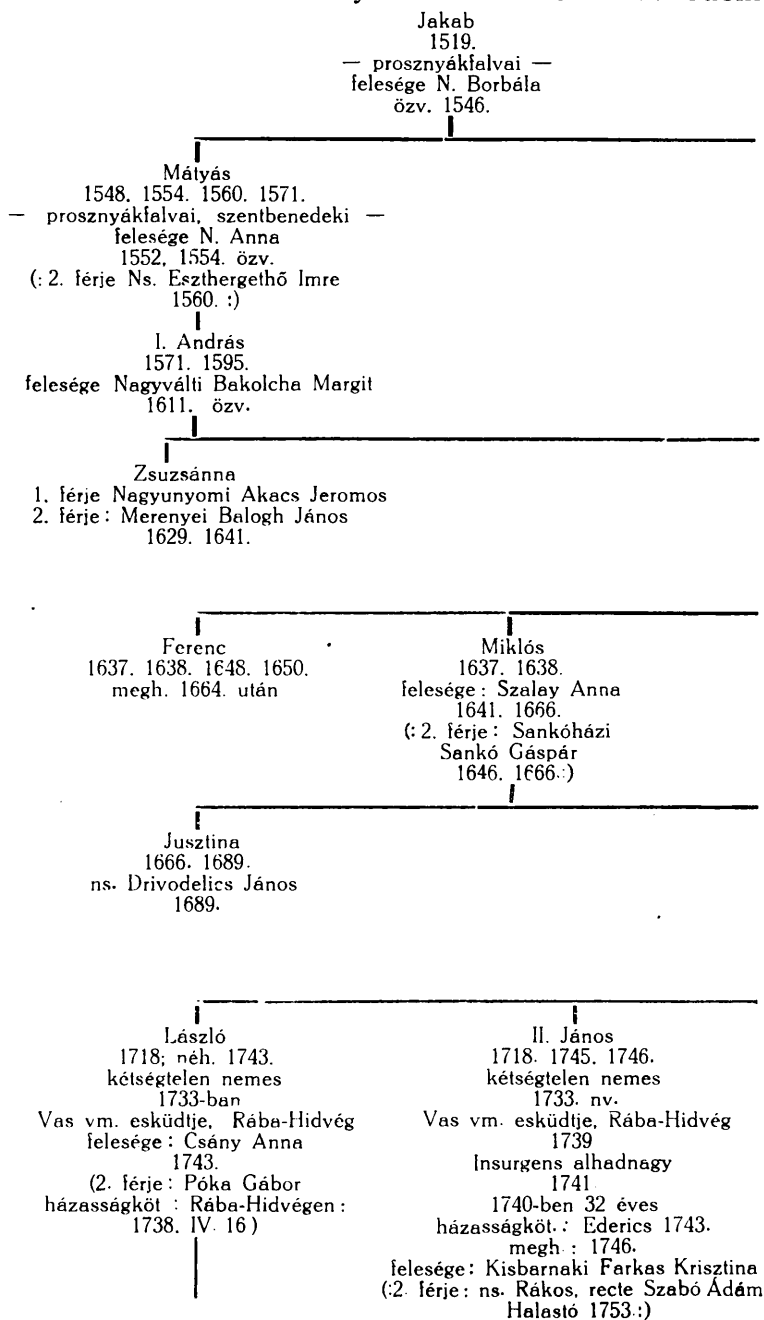 Jakab
1519.
— prosznyákfalvai —
felesége N. Borbála
özv. 1546.
Mátyás
1548. 1554. 1560. 1571.
— prosznyákfalvai, szentbenedeki —
felesége N. Anna
1552, 1554. özv.
(: 2. férje Ns. Eszthergethő Imre
1560. :)
I. András
1571. 1595.
felesége Nagyválti Bakolcha Margit
1611. özv.
Zsuzsánna
1. férje Nagyunyomi Akacs Jeromos
2. férje : Merenyei Balogh János
1629. 1641.
Ferenc
1637. 1638. 1648. 1650.
megh. 1664. után
Miklós
1637. 1638.
felesége : Szalay Anna
1641. 1666.
(: 2. férje : Sankóházi
Sankó Gáspár
1646. 1666. :)
Jusztina
1666. 1689.
ns. Drivodelics János
1689.
László
1718; néh. 1743.
kétségtelen nemes
1733-ban
Vas vm. esküdtje, Rába-Hidvég
felesége : Csány Anna
1743.
(2. férje : Póka Gábor
házasságköt : Rába-Hidvégen :
1738. IV. 16)
II. János
1718. 1745. 1746.
kétségtelen nemes
1733. nv.
Vas vm. esküdtje, Rába-Hidvég
1739
Insurgens alhadnagy
1741
1740-ben 32 éves
házasságköt. : Ederics 1743.
megh : 1746.
felesége : Kisbarnaki Farkas Krisztina
(:2. férje : ns. Rákos, recte Szabó Ádám
Halastó 1753 :)